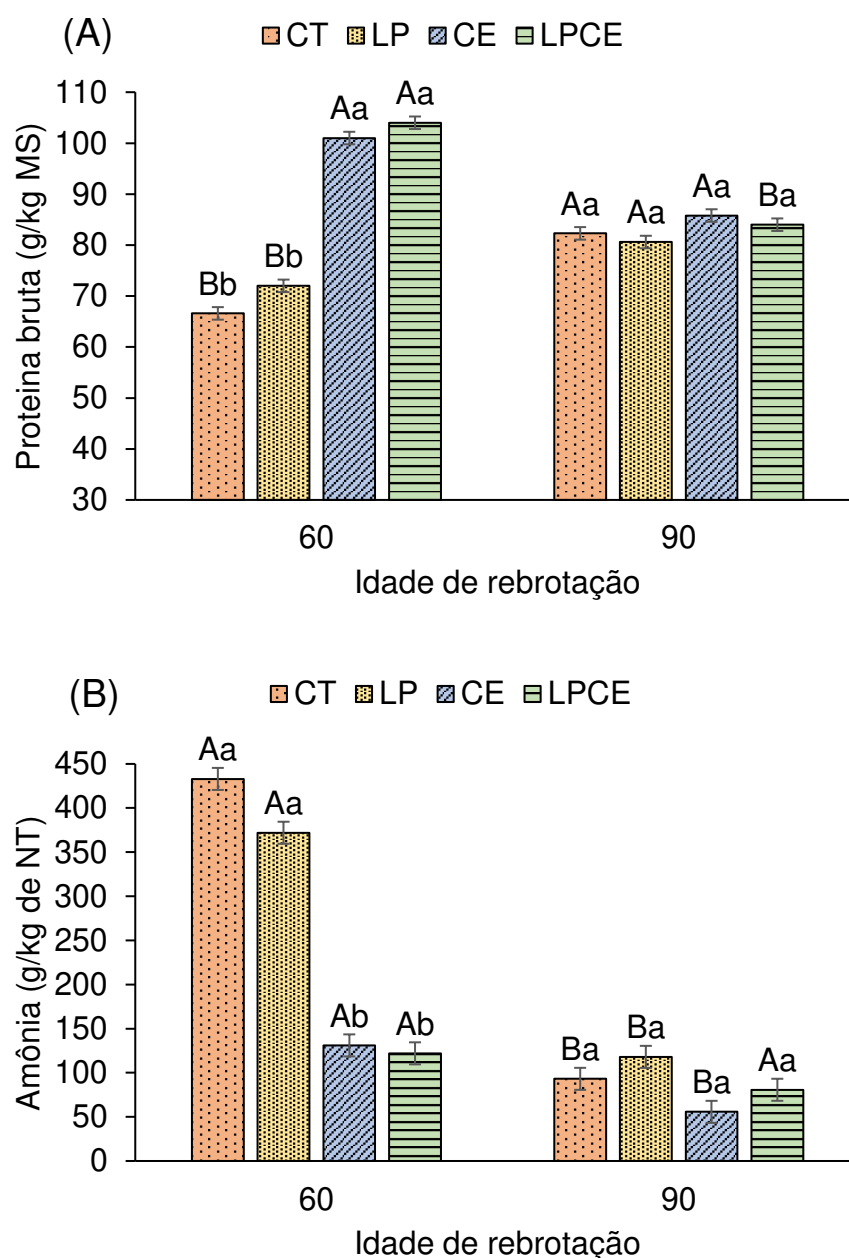 (A)
CT LP CE LPCE
Proteina bruta (g/kg MS)
110
100
90
80
70
60
50
40
30
Bb Bb Aa Aa Aa Aa Aa Ba
60 90
Idade de rebrotação
(B)
CT LP CE LPCE
Amônia (g/kg de NT)
450
400
350
300
250
200
150
100
50
0
Aa Aa Ab Ab Ba Ba Ba Aa
60 90
Idade de rebrotação